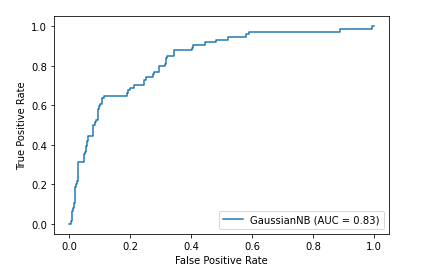 1.0
0.8
0.6
0.4
0.2
0.0
True Positive Rate
GaussianNB (AUC = 0.83)
0.0 0.2 0.4 0.6 0.8 1.0
False Positive Rate